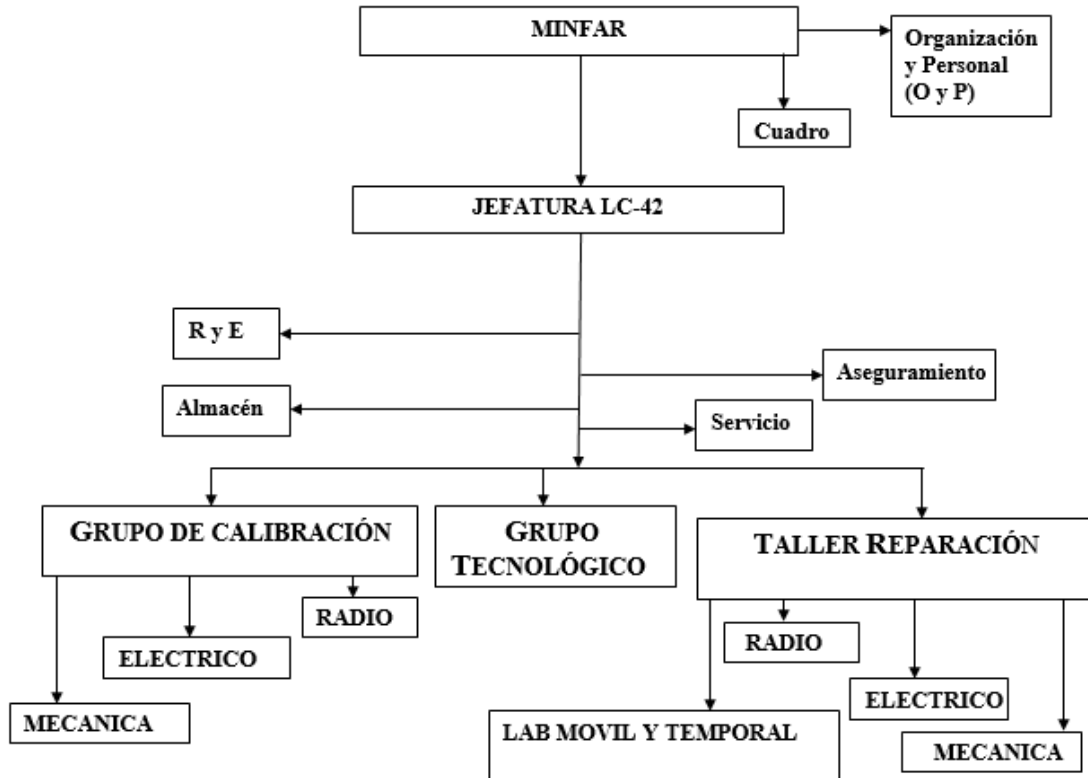 MINFAR
Organización
y Personal
(O y P)
Cuadro
JEFATURA LC-42
R y E
Aseguramiento
Almacén
Servicio
GRUPO DE CALIBRACIÓN
GRUPO
TECNOLÓGICO
TALLER REPARACIÓN
RADIO
ELECTRICO
MECANICA
RADIO
ELECTRICO
LAB MOVIL Y TEMPORAL
MECANICA